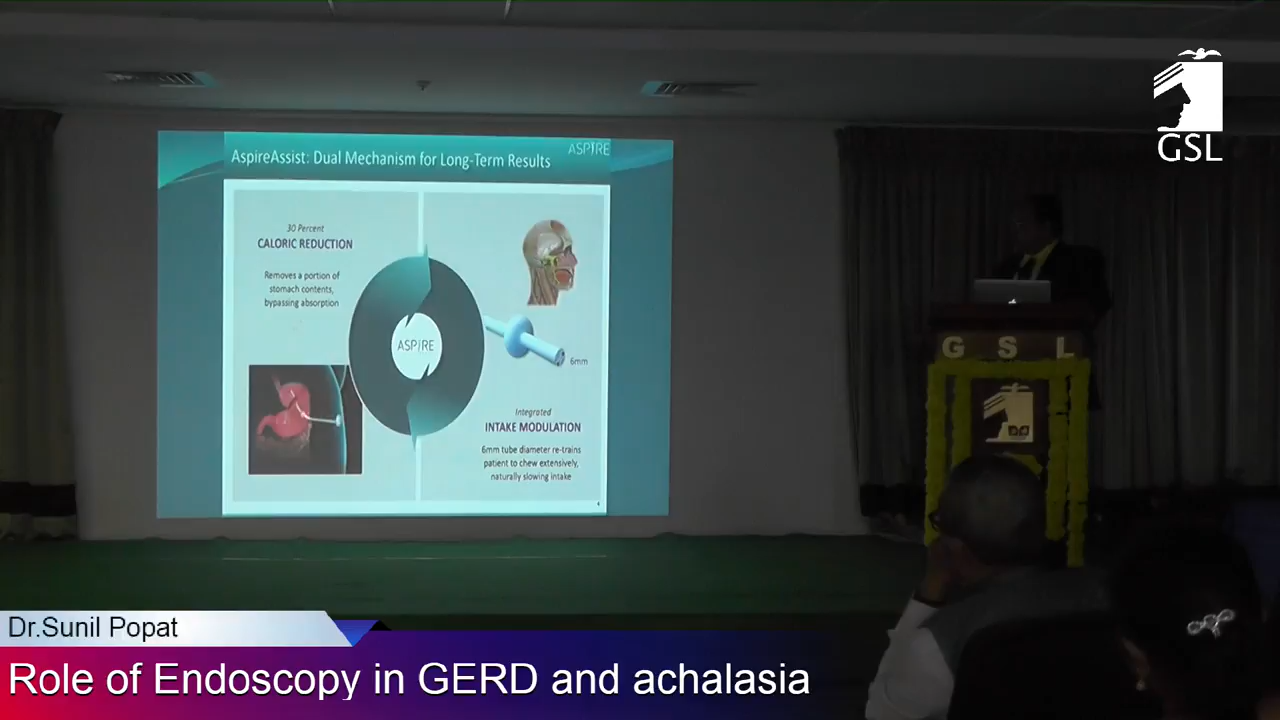 GSL
ASPIRE
AspireAssist: Dual Mechanism for Long-Term Results
30 Percent
CALORIC REDUCTION
Removes a portion of
stomach contents,
bypassing absorption
ASPIRE
6mm
Integrated
INTAKE MODULATION
6mm tube diameter re-trains
patient to chew extensively,
naturally slowing intake
4
G S L
Dr.Sunil Popat
Role of Endoscopy in GERD and achalasia